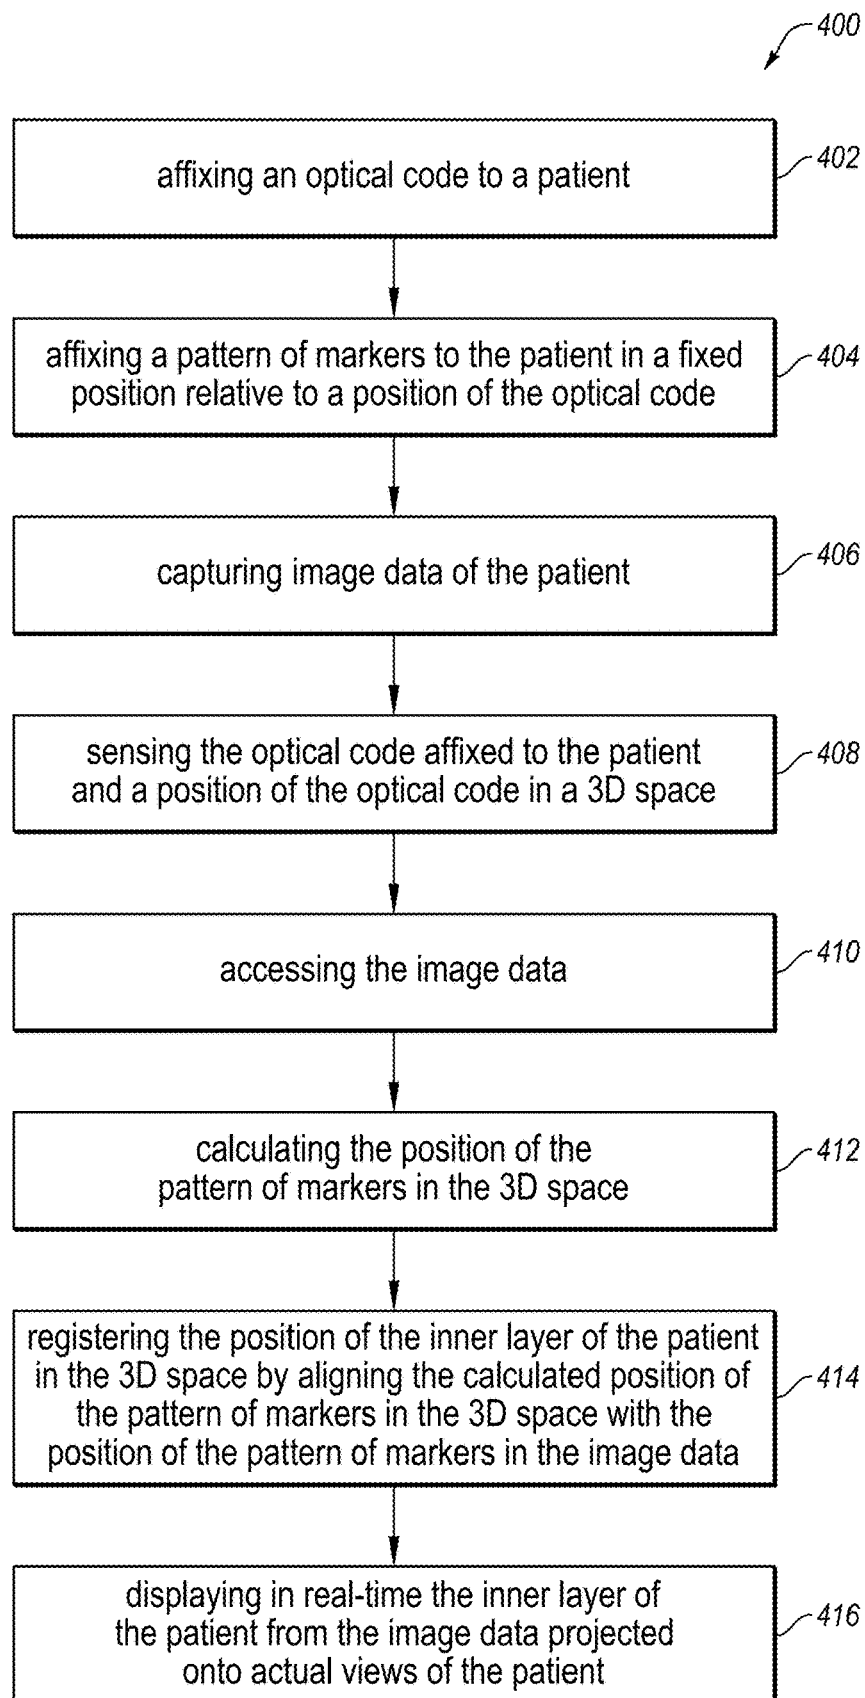 400
affixing an optical code to a patient
402
affixing a pattern of markers to the patient in a fixed
position relative to a position of the optical code
404
capturing image data of the patient
406
sensing the optical code affixed to the patient
and a position of the optical code in a 3D space
408
accessing the image data
410
calculating the position of the
pattern of markers in the 3D space
412
registering the position of the inner layer of the patient
in the 3D space by aligning the calculated position of
the pattern of markers in the 3D space with the
position of the pattern of markers in the image data
414
displaying in real-time the inner layer of
the patient from the image data projected
onto actual views of the patient
416